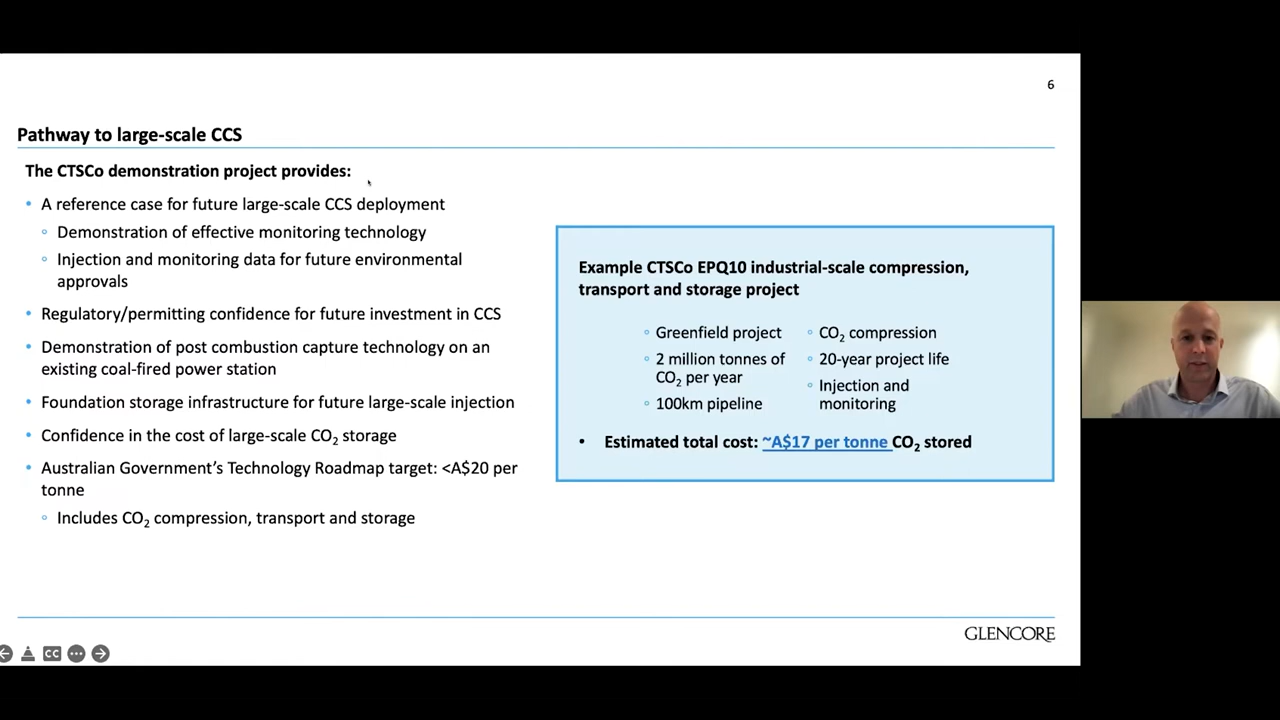 6
Pathway to large-scale CCS
The CTSCo demonstration project provides:
• A reference case for future large-scale CCS deployment
◦ Demonstration of effective monitoring technology
◦ Injection and monitoring data for future environmental
approvals
• Regulatory/permitting confidence for future investment in CCS
• Demonstration of post combustion capture technology on an
existing coal-fired power station
• Foundation storage infrastructure for future large-scale injection
• Confidence in the cost of large-scale CO₂ storage
• Australian Government’s Technology Roadmap target: <A$20 per
tonne
◦ Includes CO₂ compression, transport and storage
Example CTSCo EPQ10 industrial-scale compression,
transport and storage project
◦ Greenfield project
◦ 2 million tonnes of
CO₂ per year
◦ 100km pipeline
◦ CO₂ compression
◦ 20-year project life
◦ Injection and
monitoring
• Estimated total cost: ~A$17 per tonne CO₂ stored
GLENCORE
CC